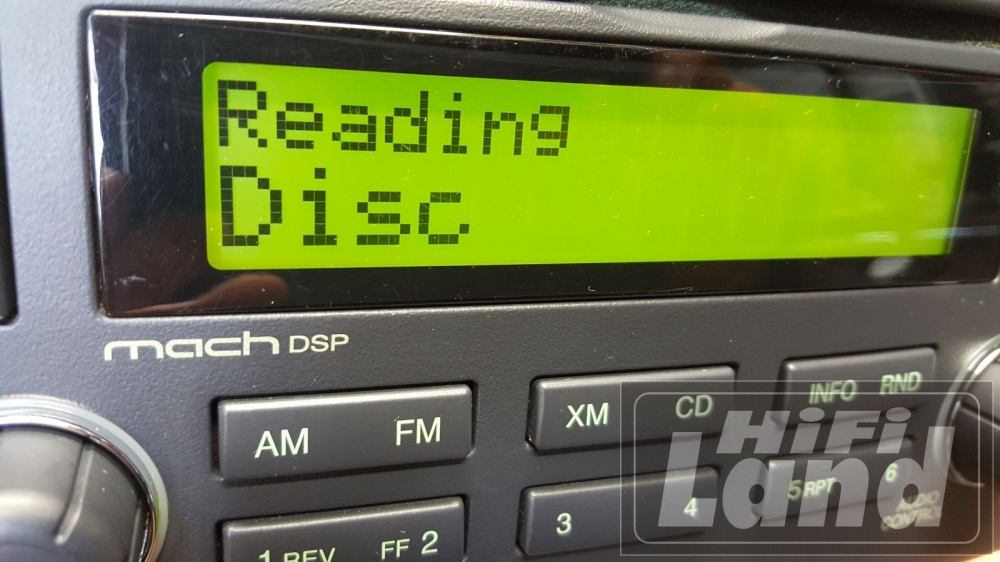 Reading
Disc
mach DSP
AM FM
XM CD
INFO RND
1 REV FF 2
3 4
5 RPT 6
AUDIO
CONTROL
HiFi
Land